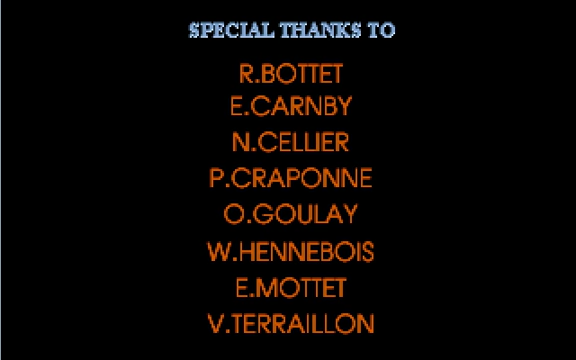 SPECIAL THANKS TO
R.BOTTET
E.CARNBY
N.CELLIER
P.CRAPONNE
O.GOULAY
W.HENNEBOIS
E.MOTTET
V.TERRAILLON